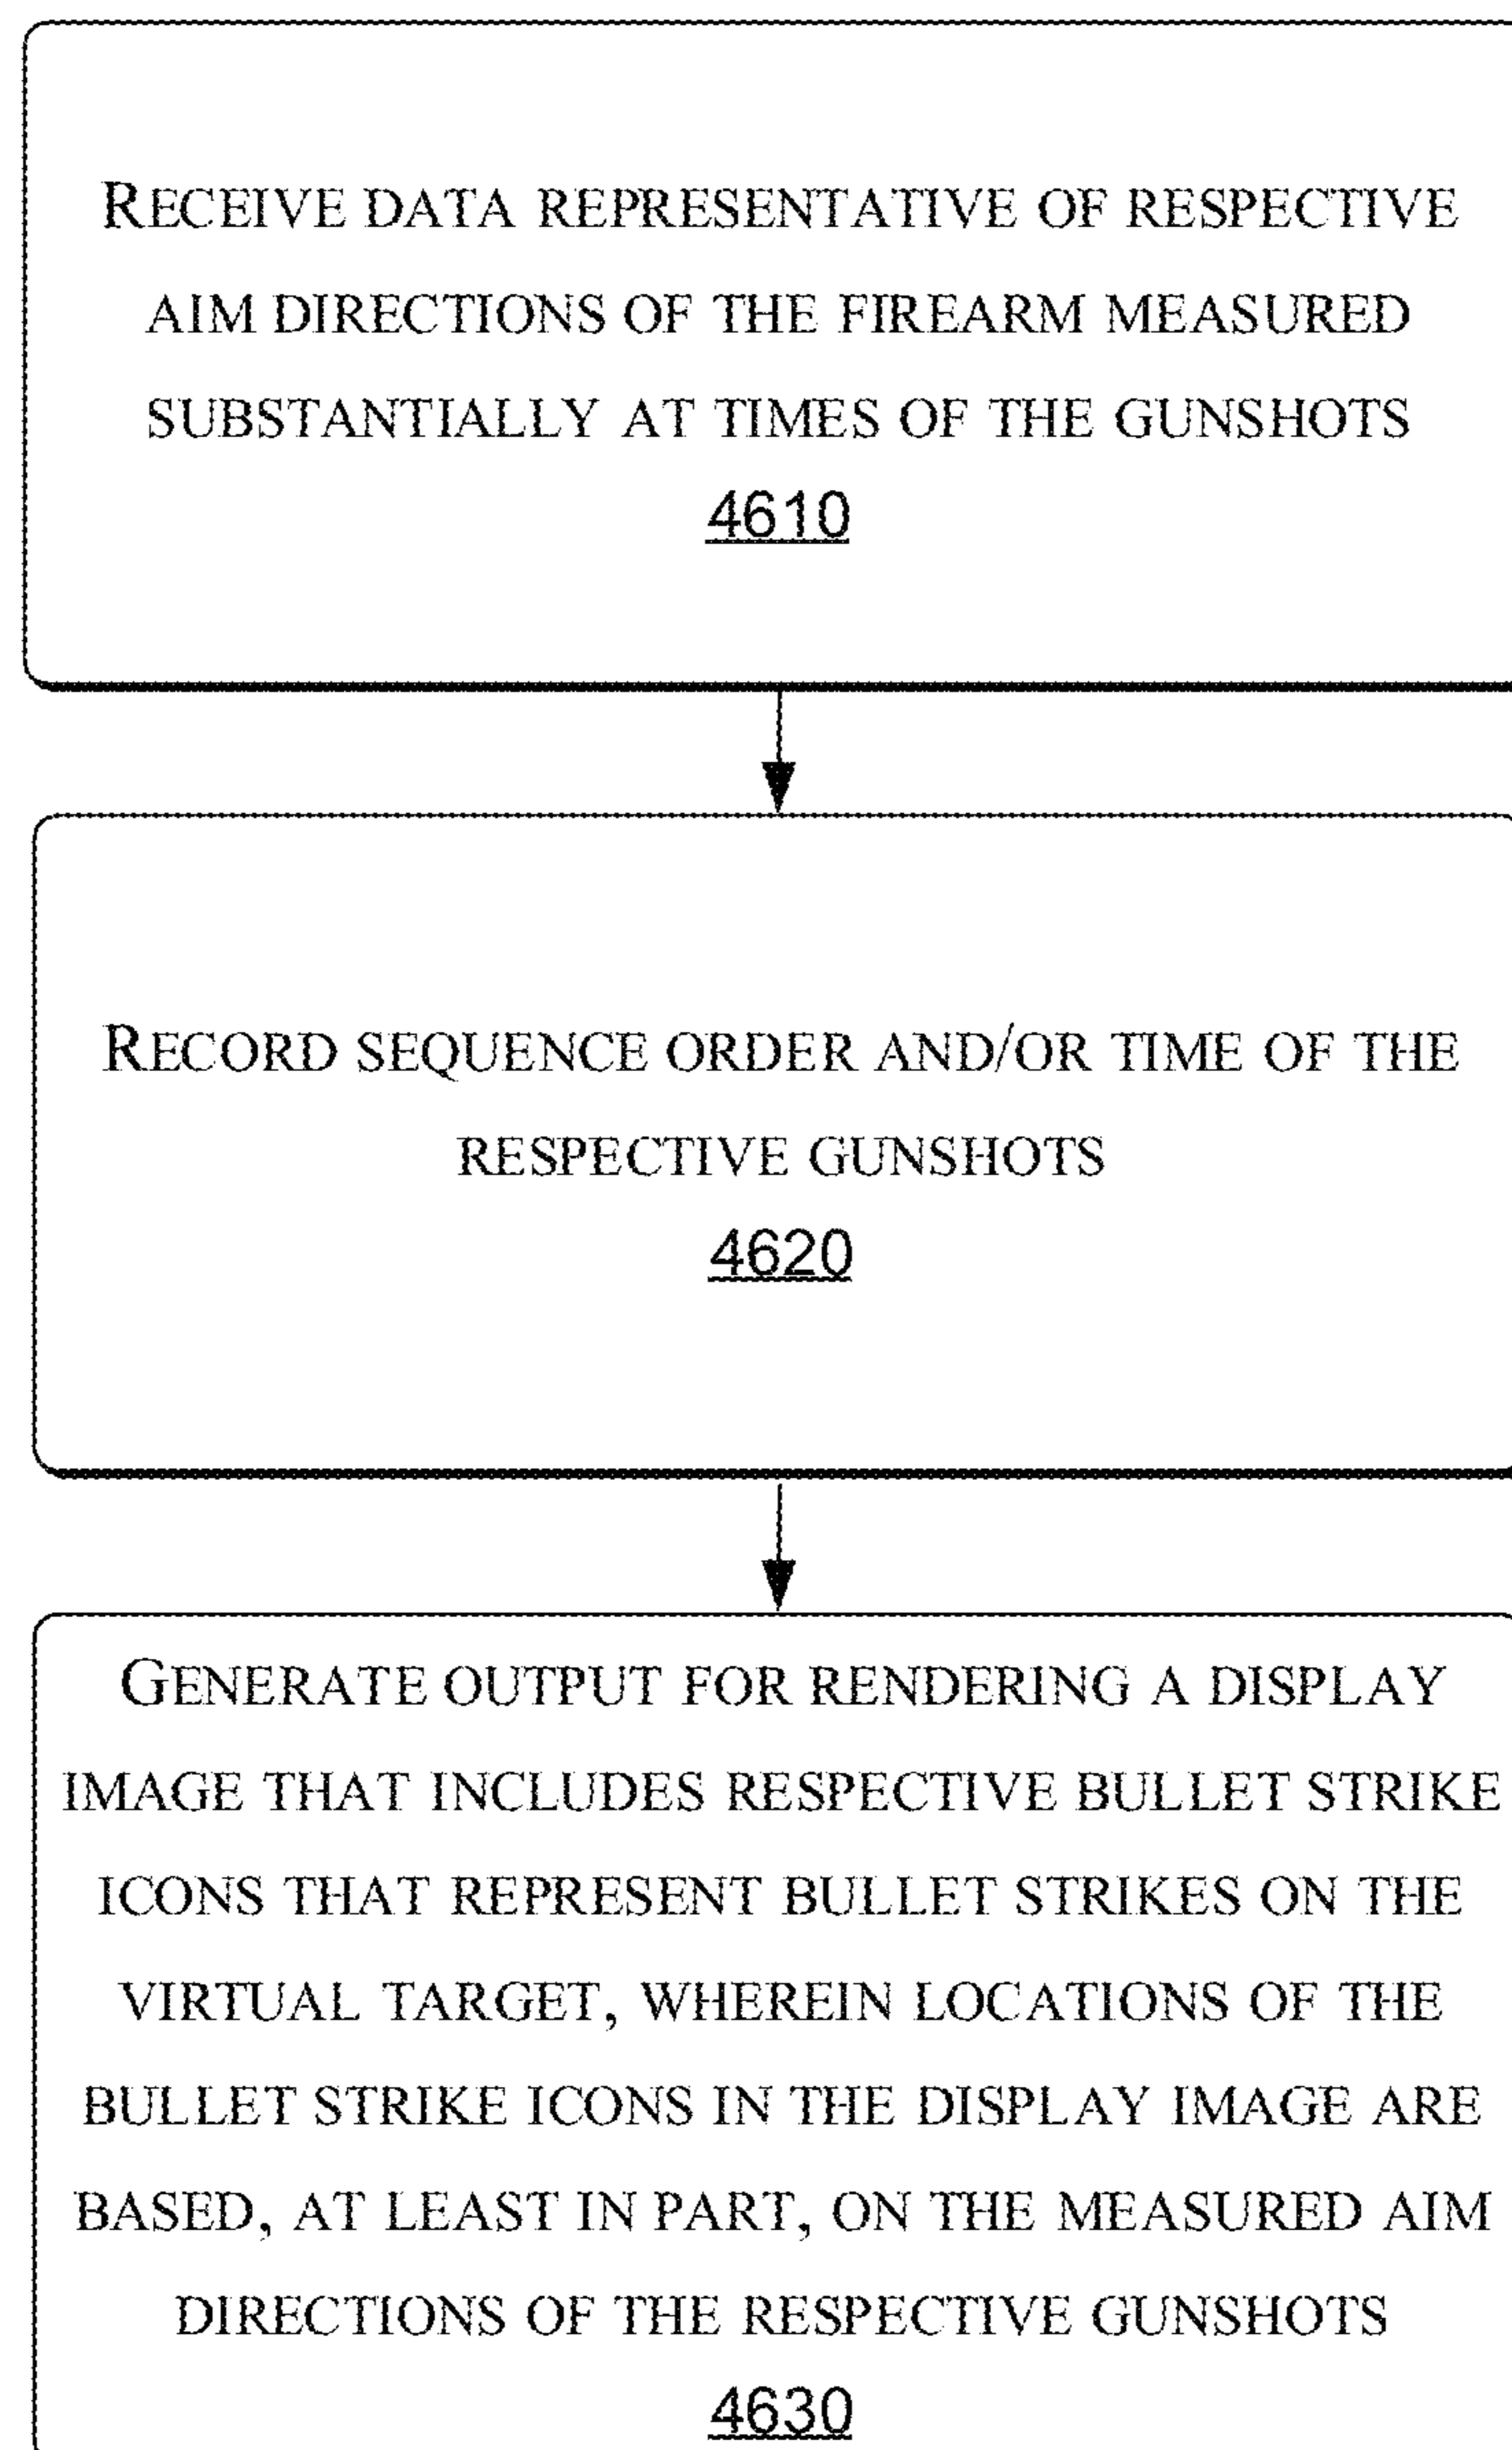 RECEIVE DATA REPRESENTATIVE OF RESPECTIVE
AIM DIRECTIONS OF THE FIREARM MEASURED
SUBSTANTIALLY AT TIMES OF THE GUNSHOTS
4610
RECORD SEQUENCE ORDER AND/OR TIME OF THE
RESPECTIVE GUNSHOTS
4620
GENERATE OUTPUT FOR RENDERING A DISPLAY
IMAGE THAT INCLUDES RESPECTIVE BULLET STRIKE
ICONS THAT REPRESENT BULLET STRIKES ON THE
VIRTUAL TARGET, WHEREIN LOCATIONS OF THE
BULLET STRIKE ICONS IN THE DISPLAY IMAGE ARE
BASED, AT LEAST IN PART, ON THE MEASURED AIM
DIRECTIONS OF THE RESPECTIVE GUNSHOTS
4630